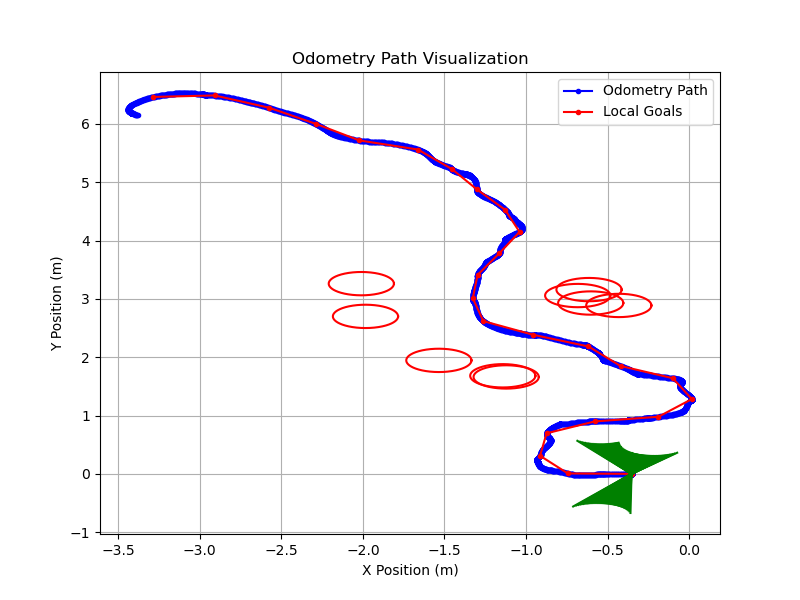 Odometry Path Visualization
Odometry Path
Local Goals
Y Position (m)
6
5
4
3
2
1
0
−1
−3.5 −3.0 −2.5 −2.0 −1.5 −1.0 −0.5 0.0
X Position (m)